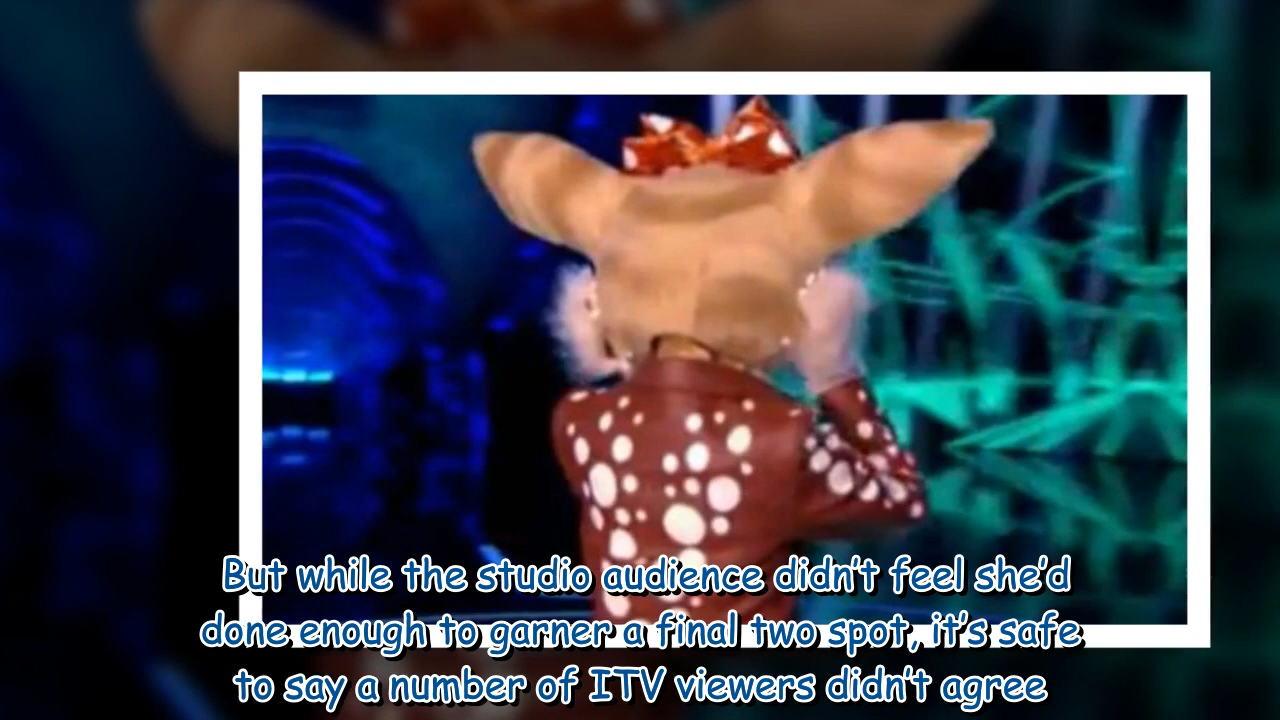 But while the studio audience didn't feel she'd
done enough to garner a final two spot, it's safe
to say a number of ITV viewers didn't agree